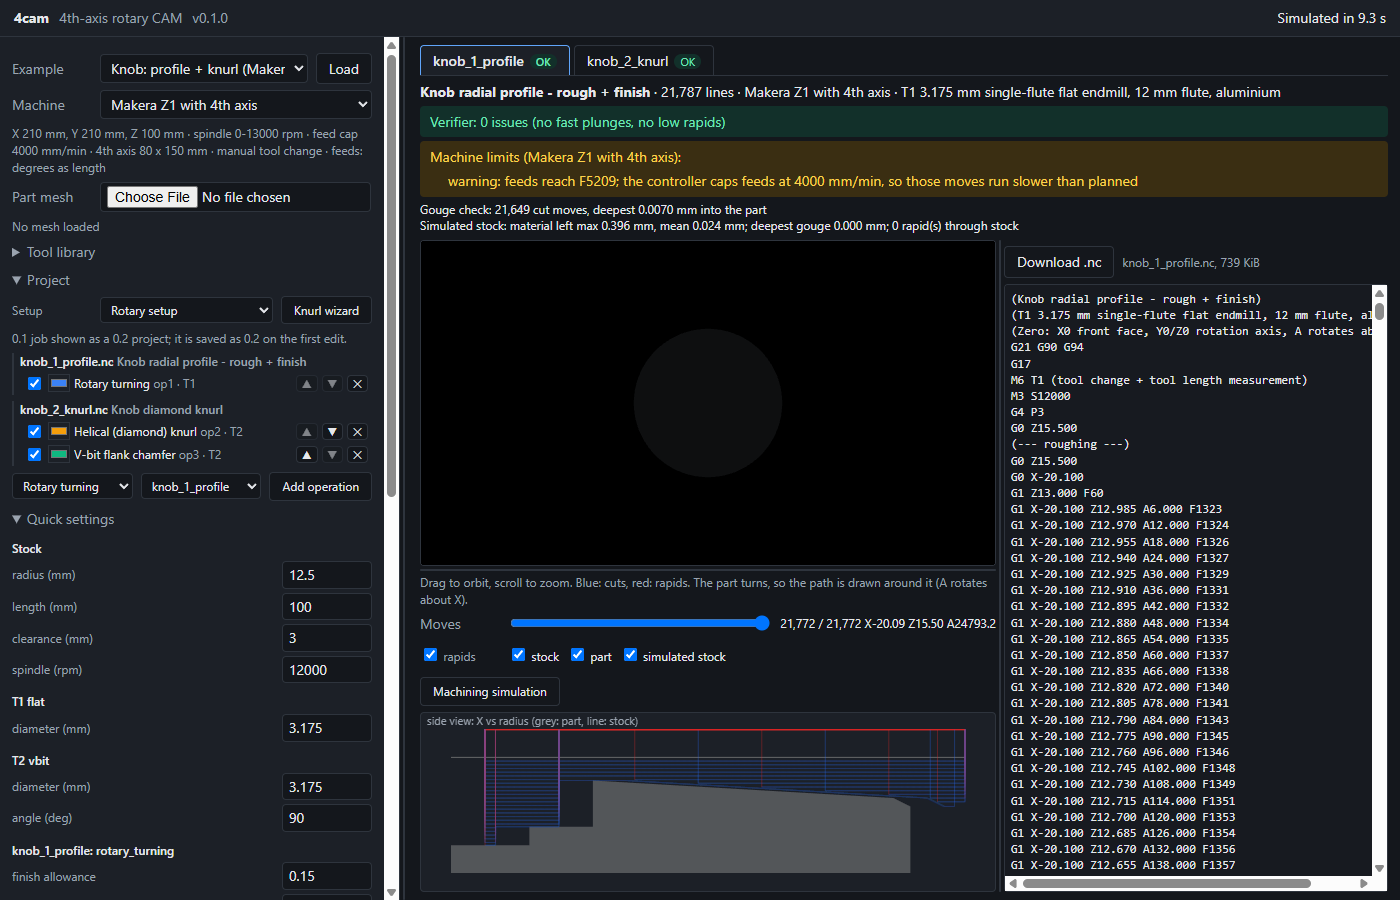 4cam 4th-axis rotary CAM v0.1.0
Simulated in 9.3 s
Example Knob: profile + knurl (Maker Load
Machine Makera Z1 with 4th axis
X 210 mm, Y 210 mm, Z 100 mm · spindle 0-13000 rpm · feed cap
4000 mm/min · 4th axis 80 x 150 mm · manual tool change · feeds:
degrees as length
Part mesh Choose File No file chosen
No mesh loaded
▶ Tool library
▼ Project
Setup Rotary setup Knurl wizard
0.1 job shown as a 0.2 project; it is saved as 0.2 on the first edit.
knob_1_profile.nc Knob radial profile - rough + finish
Rotary turning op1 · T1
knob_2_knurl.nc Knob diamond knurl
Helical (diamond) knurl op2 · T2
V-bit flank chamfer op3 · T2
Rotary turning knob_1_profile Add operation
▼ Quick settings
Stock
radius (mm) 12.5
length (mm) 100
clearance (mm) 3
spindle (rpm) 12000
T1 flat
diameter (mm) 3.175
T2 vbit
diameter (mm) 3.175
angle (deg) 90
knob_1_profile: rotary_turning
finish allowance 0.15
knob_1_profile OK knob_2_knurl OK
Knob radial profile - rough + finish · 21,787 lines · Makera Z1 with 4th axis · T1 3.175 mm single-flute flat endmill, 12 mm flute, aluminium
Verifier: 0 issues (no fast plunges, no low rapids)
Machine limits (Makera Z1 with 4th axis):
warning: feeds reach F5209; the controller caps feeds at 4000 mm/min, so those moves run slower than planned
Gouge check: 21,649 cut moves, deepest 0.0070 mm into the part
Simulated stock: material left max 0.396 mm, mean 0.024 mm; deepest gouge 0.000 mm; 0 rapid(s) through stock
Drag to orbit, scroll to zoom. Blue: cuts, red: rapids. The part turns, so the path is drawn around it (A rotates
about X).
Moves 21,772 / 21,772 X-20.09 Z15.50 A24793.2
rapids stock part simulated stock
Machining simulation
side view: X vs radius (grey: part, line: stock)
Download .nc knob_1_profile.nc, 739 KiB
(Knob radial profile - rough + finish)
(T1 3.175 mm single-flute flat endmill, 12 mm flute, al
(Zero: X0 front face, Y0/Z0 rotation axis, A rotates ab
G21 G90 G94
G17
M6 T1 (tool change + tool length measurement)
M3 S12000
G4 P3
G0 Z15.500
(--- roughing ---)
G0 Z15.500
G0 X-20.100
G1 Z13.000 F60
G1 X-20.100 Z12.985 A6.000 F1323
G1 X-20.100 Z12.970 A12.000 F1324
G1 X-20.100 Z12.955 A18.000 F1326
G1 X-20.100 Z12.940 A24.000 F1327
G1 X-20.100 Z12.925 A30.000 F1329
G1 X-20.100 Z12.910 A36.000 F1331
G1 X-20.100 Z12.895 A42.000 F1332
G1 X-20.100 Z12.880 A48.000 F1334
G1 X-20.100 Z12.865 A54.000 F1335
G1 X-20.100 Z12.850 A60.000 F1337
G1 X-20.100 Z12.835 A66.000 F1338
G1 X-20.100 Z12.820 A72.000 F1340
G1 X-20.100 Z12.805 A78.000 F1341
G1 X-20.100 Z12.790 A84.000 F1343
G1 X-20.100 Z12.775 A90.000 F1345
G1 X-20.100 Z12.760 A96.000 F1346
G1 X-20.100 Z12.745 A102.000 F1348
G1 X-20.100 Z12.730 A108.000 F1349
G1 X-20.100 Z12.715 A114.000 F1351
G1 X-20.100 Z12.700 A120.000 F1353
G1 X-20.100 Z12.685 A126.000 F1354
G1 X-20.100 Z12.670 A132.000 F1356
G1 X-20.100 Z12.655 A138.000 F1357